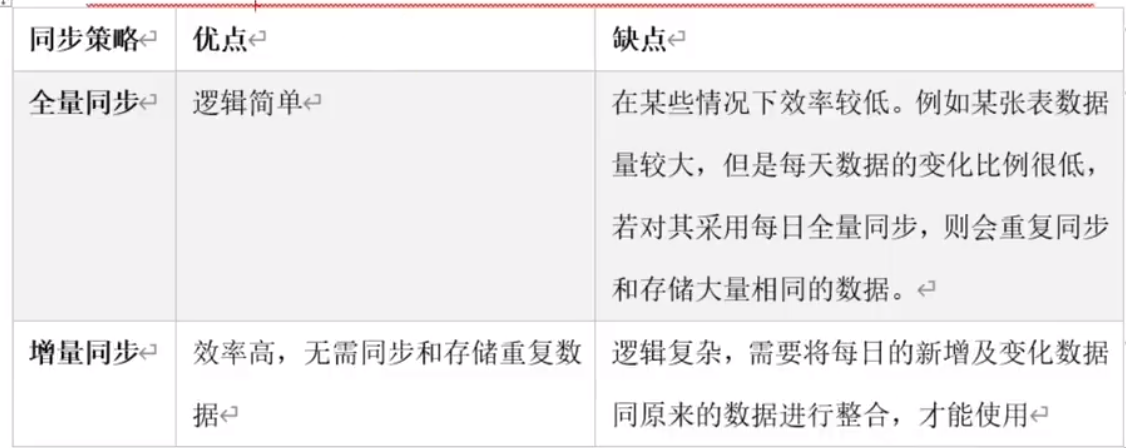 同步策略 优点 缺点
全量同步 逻辑简单 在某些情况下效率较低。例如某张表数据
量较大，但是每天数据的变化比例很低，
若对其采用每日全量同步，则会重复同步
和存储大量相同的数据。
增量同步 效率高，无需同步和存储重复数 逻辑复杂，需要将每日的新增及变化数据
据 同原来的数据进行整合，才能使用